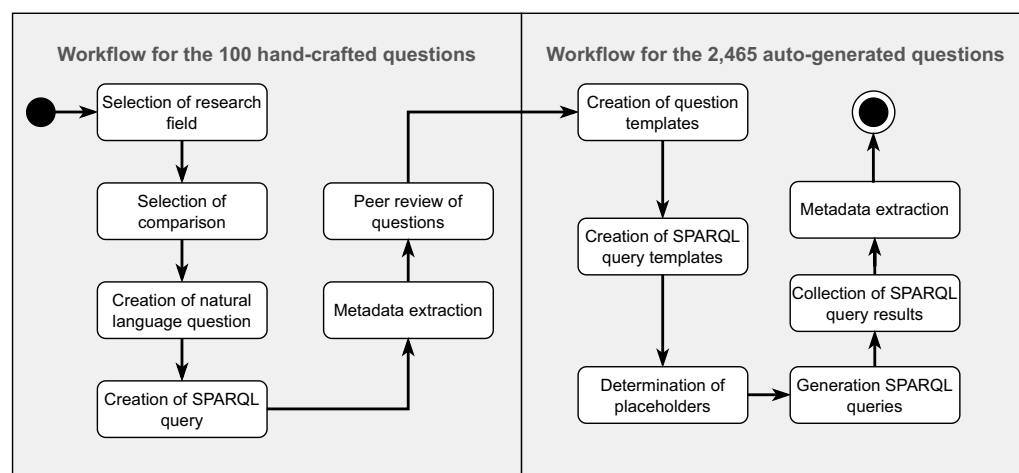 Workflow for the 100 hand-crafted questions
Selection of research
field
Selection of
comparison
Creation of natural
language question
Creation of SPARQL
query
Metadata extraction
Peer review of
questions
Workflow for the 2,465 auto-generated questions
Creation of question
templates
Creation of SPARQL
query templates
Determination of
placeholders
Generation SPARQL
queries
Collection of SPARQL
query results
Metadata extraction